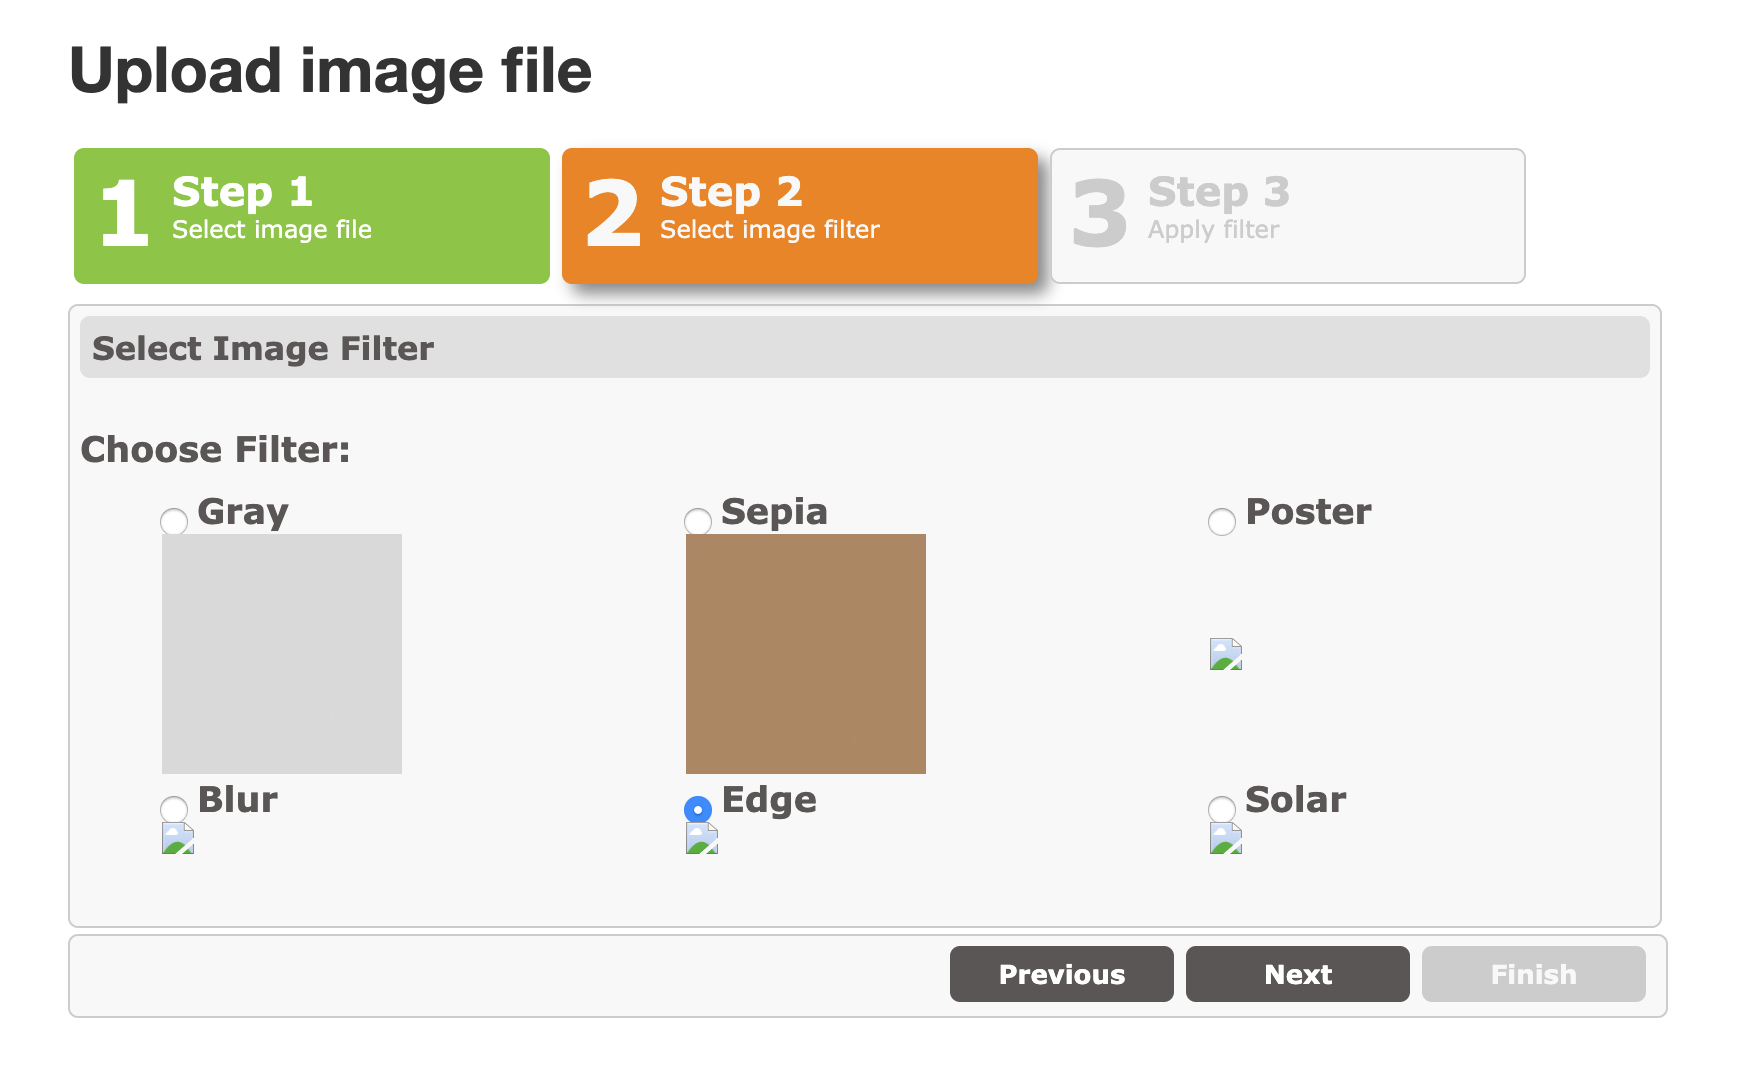 Upload image file
1 Step 1
Select image file
2 Step 2
Select image filter
3 Step 3
Apply filter
Select Image Filter
Choose Filter:
Gray
Sepia
Poster
Blur
Edge
Solar
Previous
Next
Finish